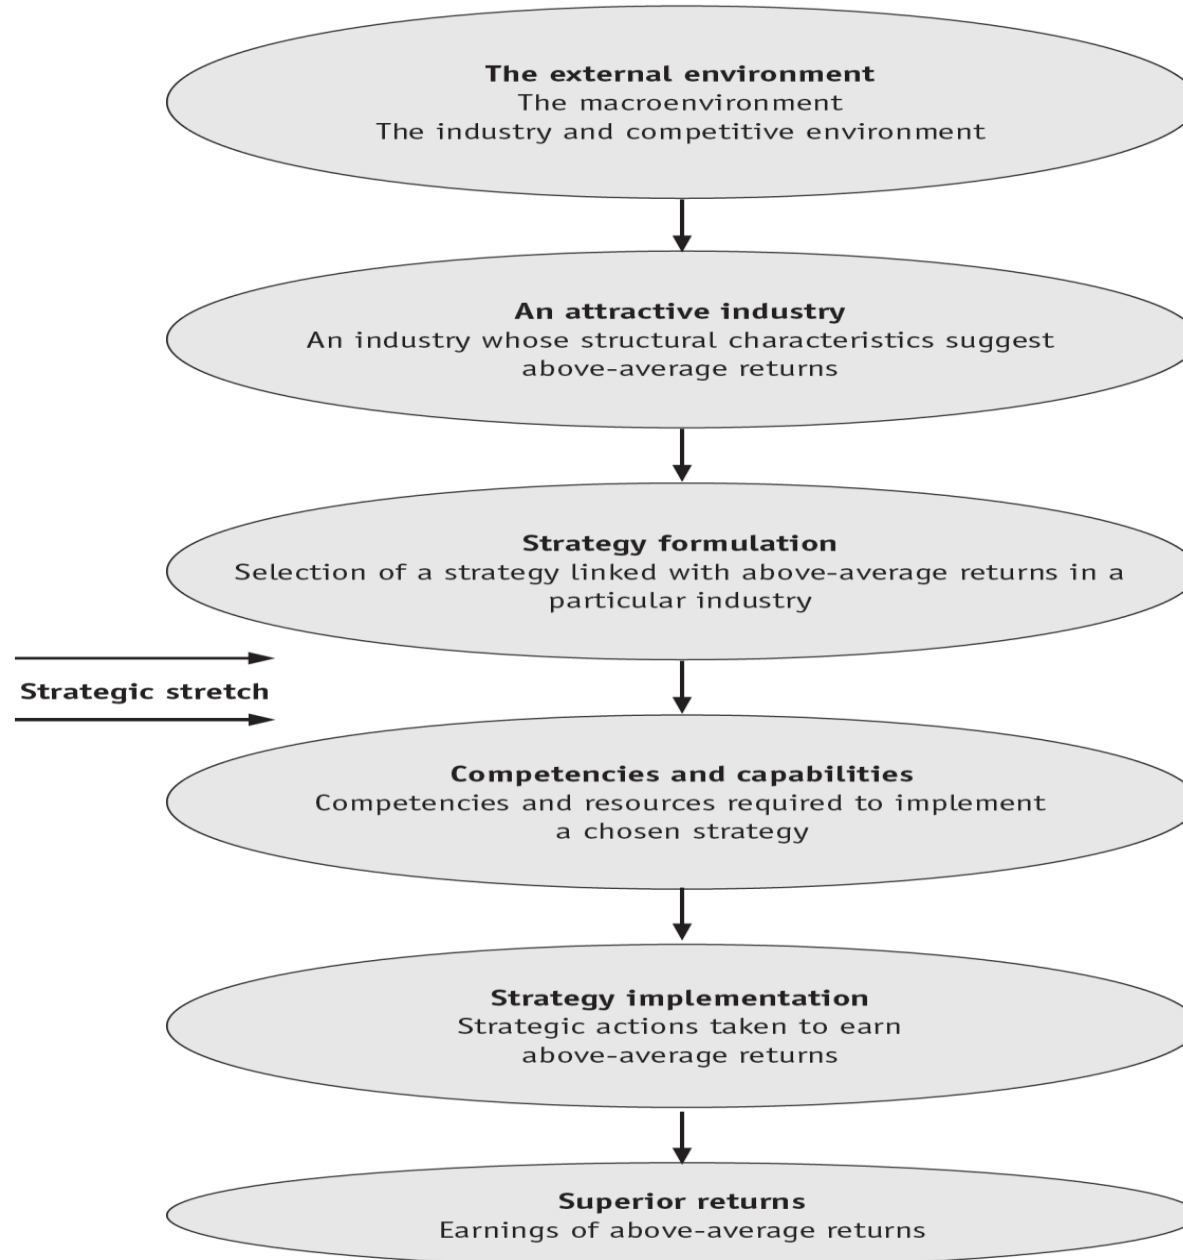 The external environment
The macroenvironment
The industry and competitive environment
An attractive industry
An industry whose structural characteristics suggest
above-average returns
Strategy formulation
Selection of a strategy linked with above-average returns in a
particular industry
Strategic stretch
Competencies and capabilities
Competencies and resources required to implement
a chosen strategy
Strategy implementation
Strategic actions taken to earn
above-average returns
Superior returns
Earnings of above-average returns